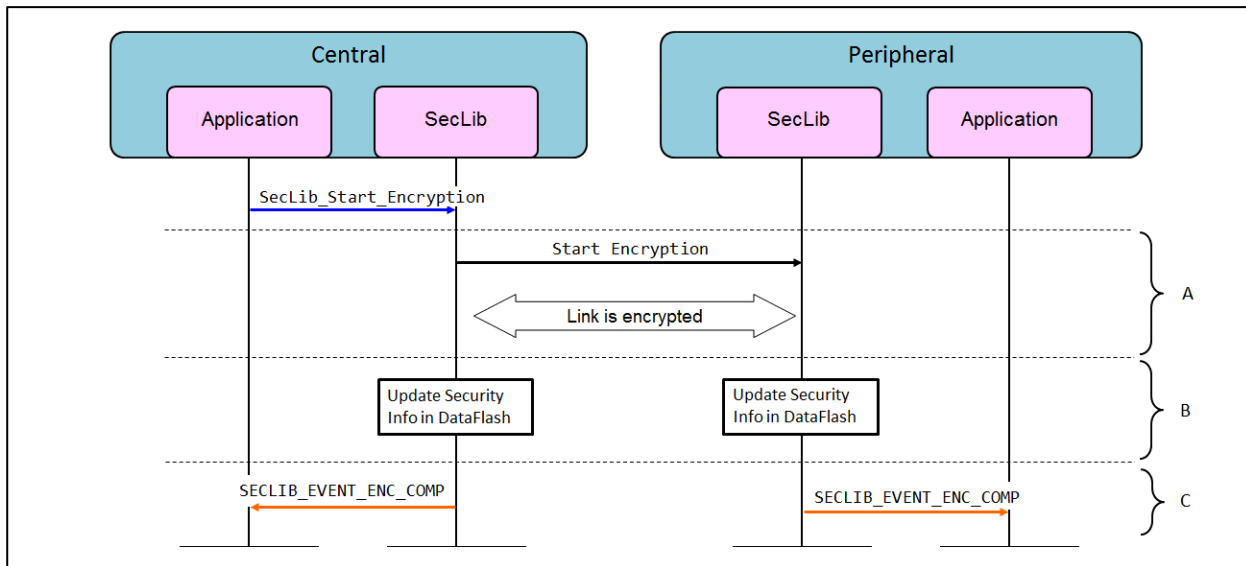 Central
Peripheral
Application
SecLib
SecLib
Application
SecLib_Start_Encryption
Start Encryption
A
Link is encrypted
Update Security
Info in DataFlash
Update Security
Info in DataFlash
B
SECLIB_EVENT_ENC_COMP
SECLIB_EVENT_ENC_COMP
C